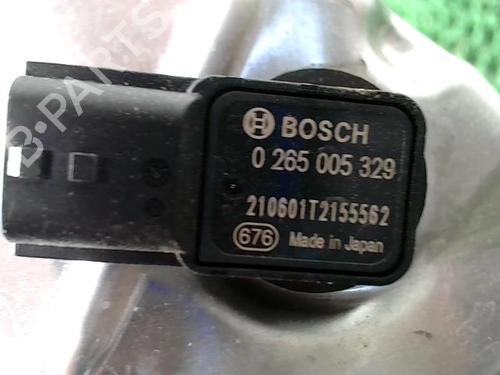 BOSCH
0 265 005 329
210601T2155562
676 Made in Japan
B-PARTS